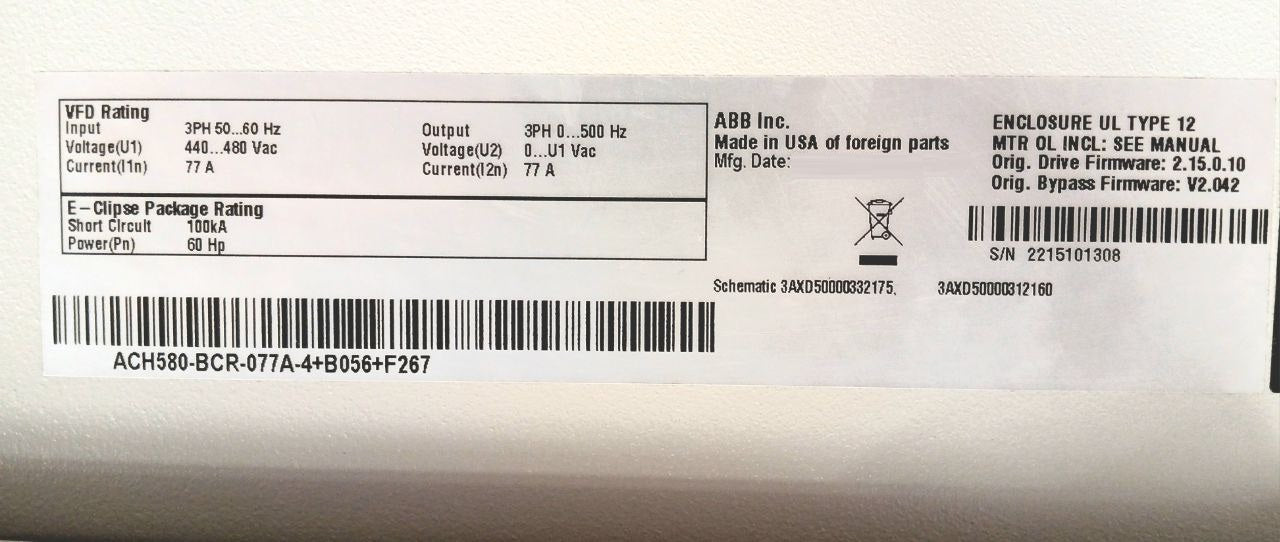 VFD Rating
Input 3PH 50...60 Hz Output 3PH 0...500 Hz
Voltage(U1) 440...480 Vac Voltage(U2) 0...U1 Vac
Current(I1n) 77 A Current(I2n) 77 A
E-Clipse Package Rating
Short Circuit 100kA
Power(Pn) 60 Hp
ACH580-BCR-077A-4+B056+F267
ABB Inc.
Made in USA of foreign parts
Mfg. Date:
Schematic 3AXD50000332175, 3AXD50000312160
ENCLOSURE UL TYPE 12
MTR OL INCL: SEE MANUAL
Orig. Drive Firmware: 2.15.0.10
Orig. Bypass Firmware: V2.042
S/N 2215101308